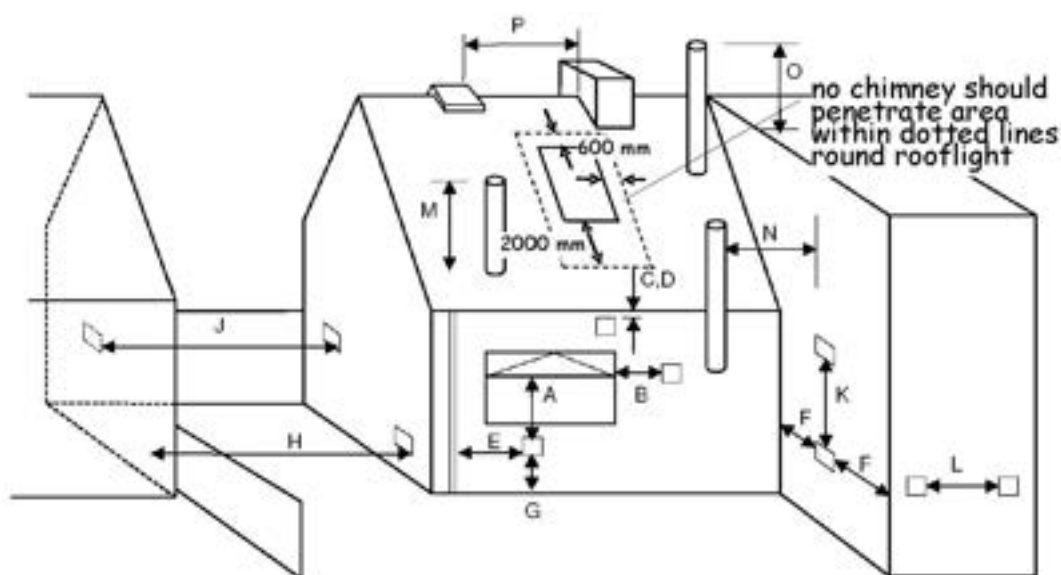 P
O
no chimney should
penetrate area
within dotted lines
round rooflight
600 mm
M
2000 mm
N
C,D
J
A
B
K
F
H
E
F
L
G